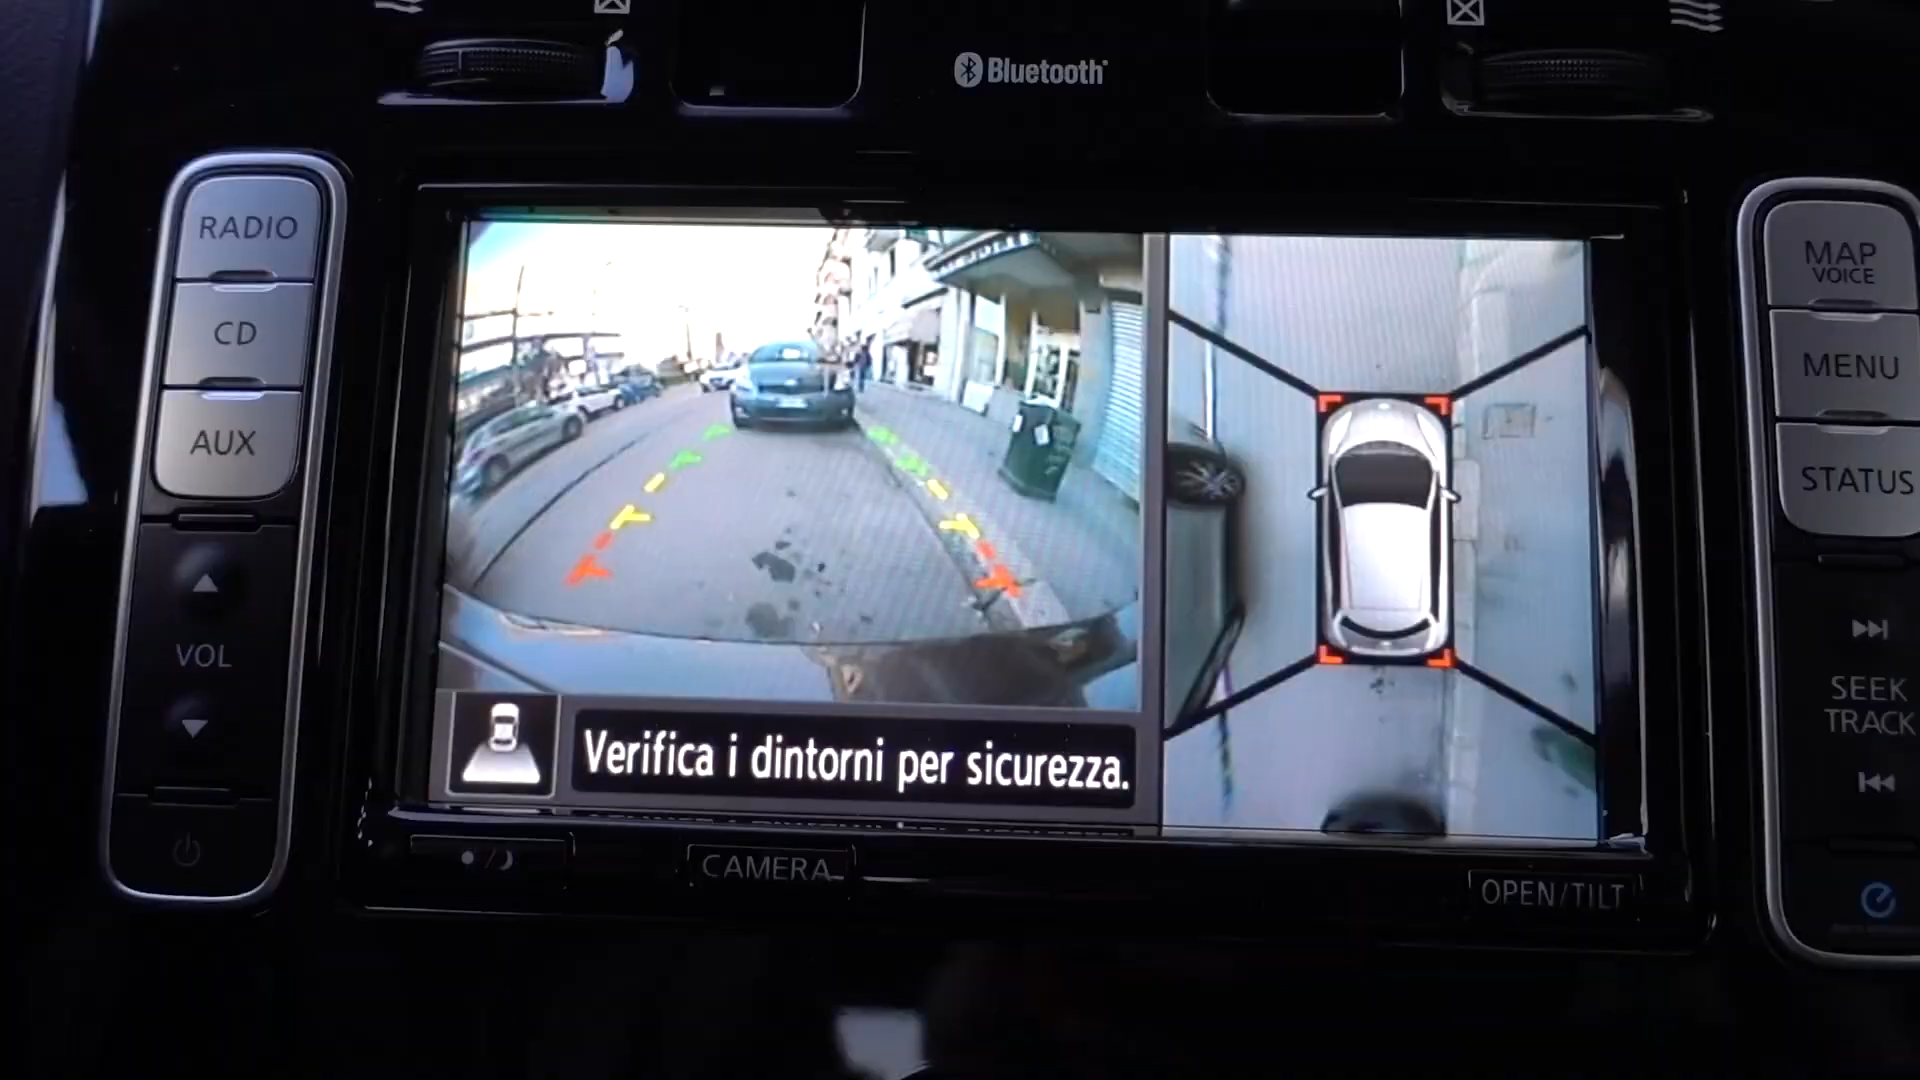 Bluetooth
RADIO
CD
AUX
VOL
MAP
VOICE
MENU
STATUS
SEEK
TRACK
Verifica i dintorni per sicurezza.
CAMERA
OPEN/TILT